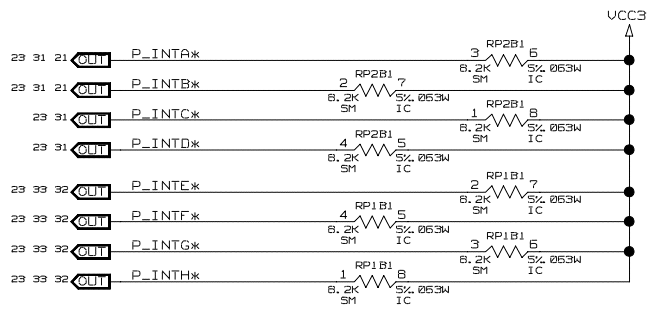 VCC3
23 31 21 OUT P_INTA* 3 RP2B1 6
8.2K 5%.063W
SM IC
23 31 21 OUT P_INTB* 2 RP2B1 7
8.2K 5%.063W
SM IC
23 31 OUT P_INTC* 1 RP2B1 8
8.2K 5%.063W
SM IC
23 31 OUT P_INTD* 4 RP2B1 5
8.2K 5%.063W
SM IC
23 33 32 OUT P_INTE* 2 RP1B1 7
8.2K 5%.063W
SM IC
23 33 32 OUT P_INTF* 4 RP1B1 5
8.2K 5%.063W
SM IC
23 33 32 OUT P_INTG* 3 RP1B1 6
8.2K 5%.063W
SM IC
23 33 32 OUT P_INTH* 1 RP1B1 8
8.2K 5%.063W
SM IC